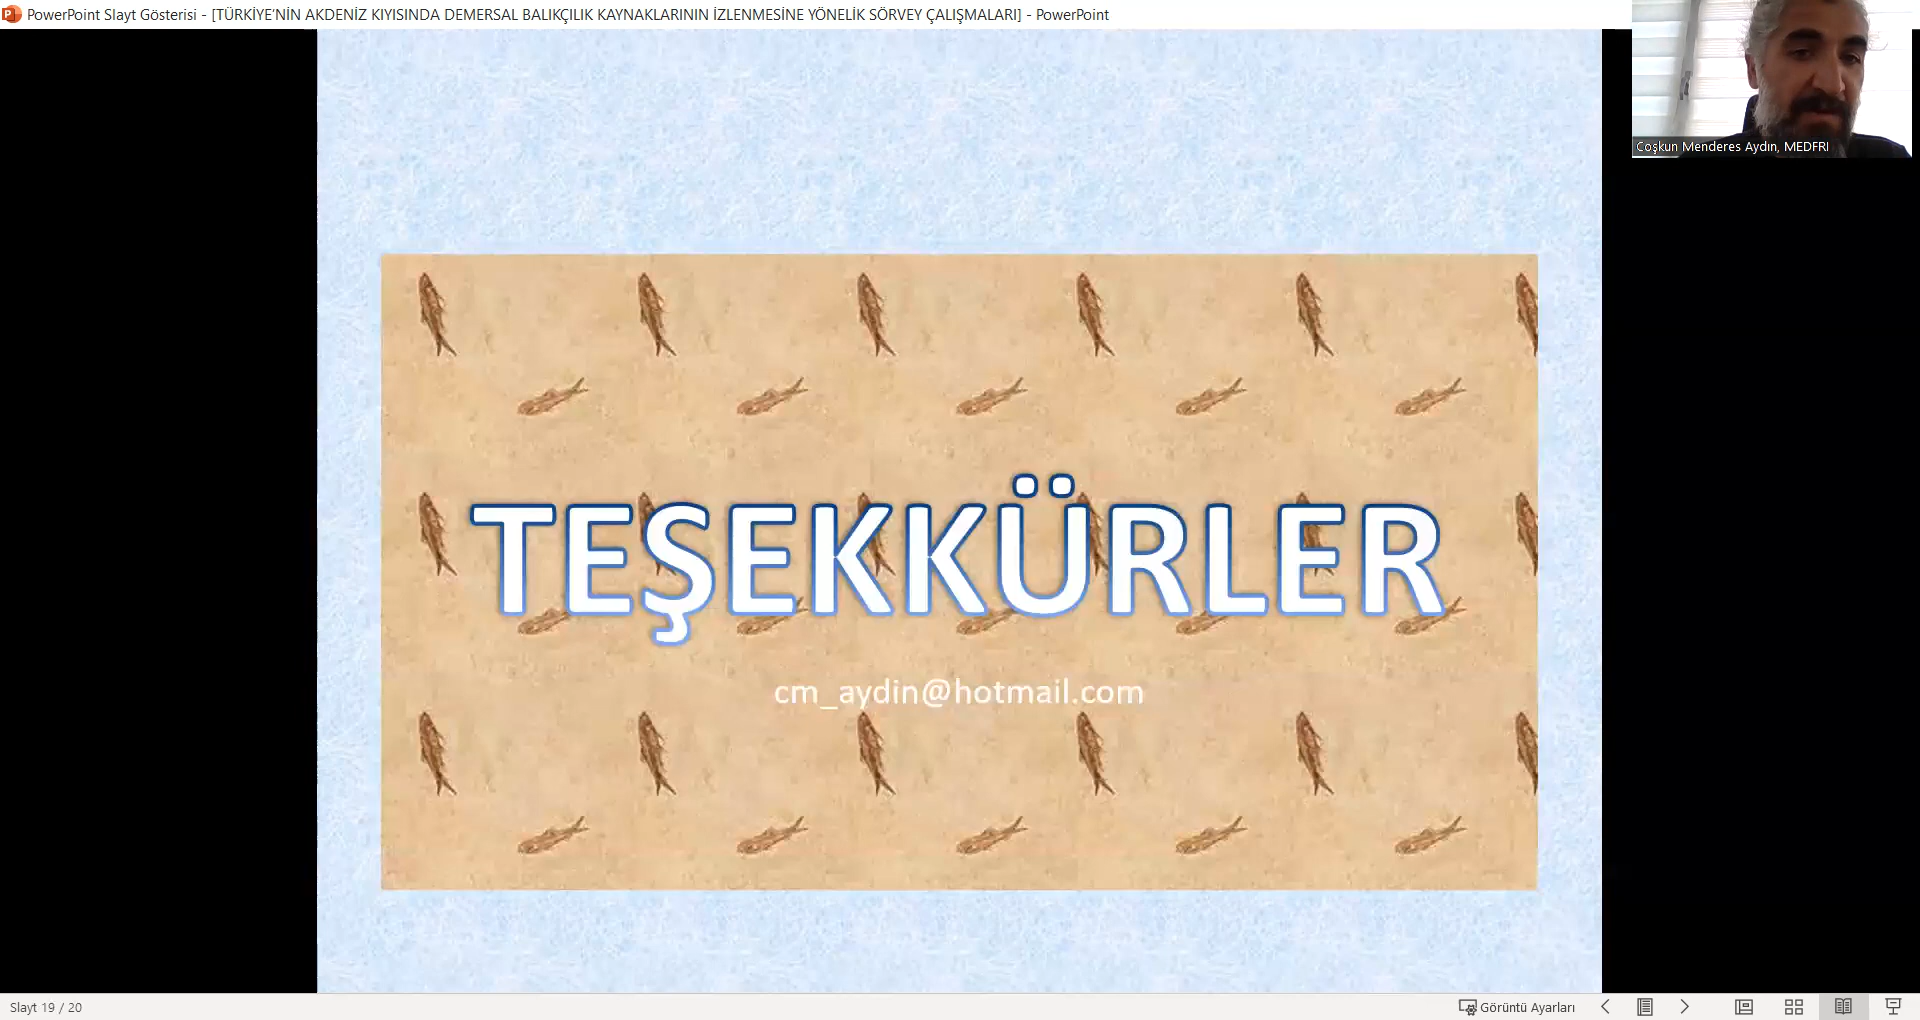 PowerPoint Slayt Gösterisi - [TÜRKİYE'NİN AKDENİZ KIYISINDA DEMERSAL BALIKÇILIK KAYNAKLARININ İZLENMESİNE YÖNELİK SÖRVEY ÇALIŞMALARI] - PowerPoint
Coşkun Menderes Aydın, MEDFRI
TEŞEKKÜRLER
cm_aydin@hotmail.com
Slayt 19 / 20
Görüntü Ayarları